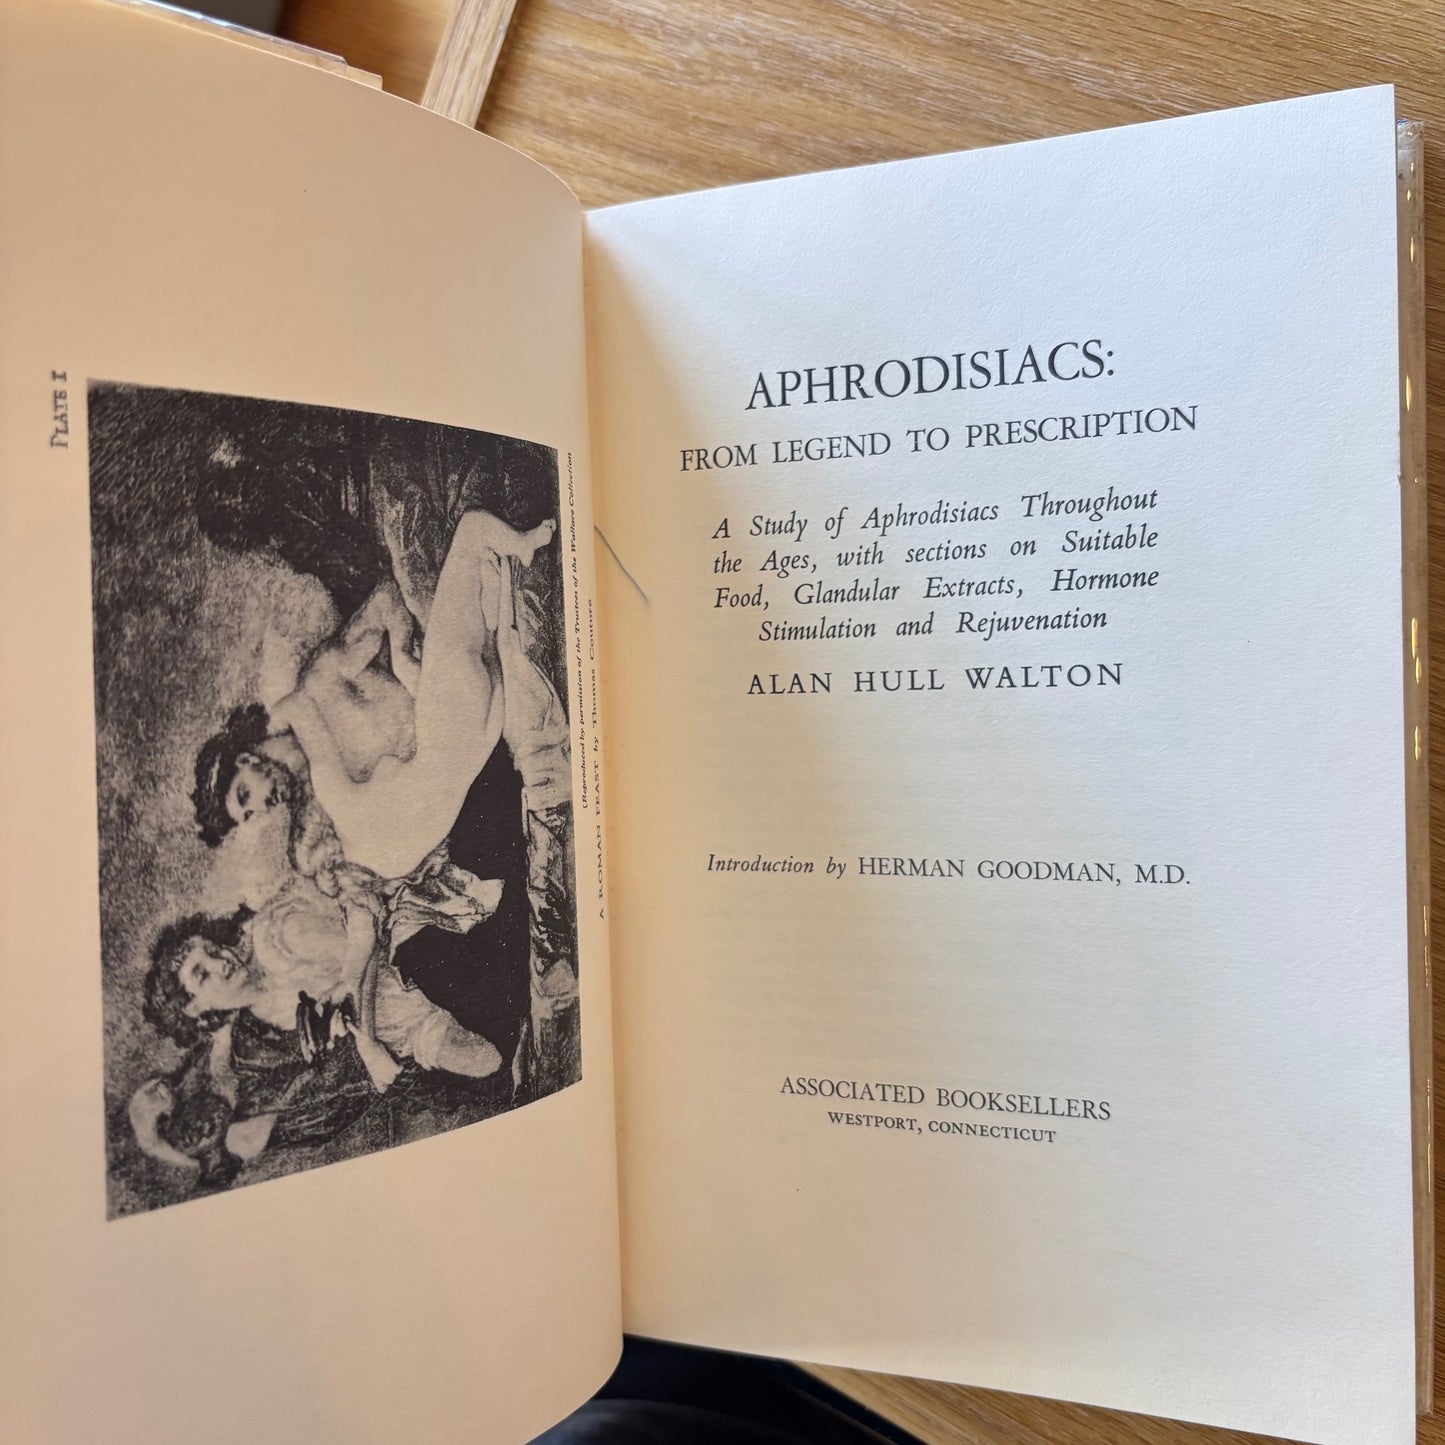 PLATE I
[Reproduced by permission of the Trustees of the Wallace Collection
A ROMAN FEAST by Thomas Couture
APHRODISIACS:
FROM LEGEND TO PRESCRIPTION
A Study of Aphrodisiacs Throughout
the Ages, with sections on Suitable
Food, Glandular Extracts, Hormone
Stimulation and Rejuvenation
ALAN HULL WALTON
Introduction by HERMAN GOODMAN, M.D.
ASSOCIATED BOOKSELLERS
WESTPORT, CONNECTICUT